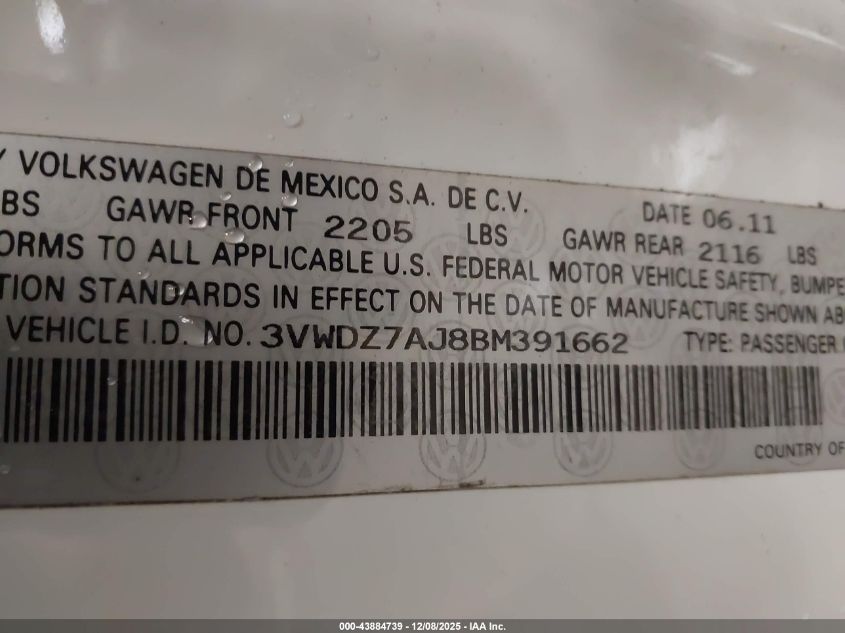 Y VOLKSWAGEN DE MEXICO S.A. DE C.V. DATE 06.11
BS GAWR FRONT 2205 LBS GAWR REAR 2116 LBS
ORMS TO ALL APPLICABLE U.S. FEDERAL MOTOR VEHICLE SAFETY, BUMPE
TION STANDARDS IN EFFECT ON THE DATE OF MANUFACTURE SHOWN AB
VEHICLE I.D. NO. 3VWDZ7AJ8BM391662 TYPE: PASSENGER
COUNTRY OF
000-43884739 - 12/08/2025 - IAA Inc.